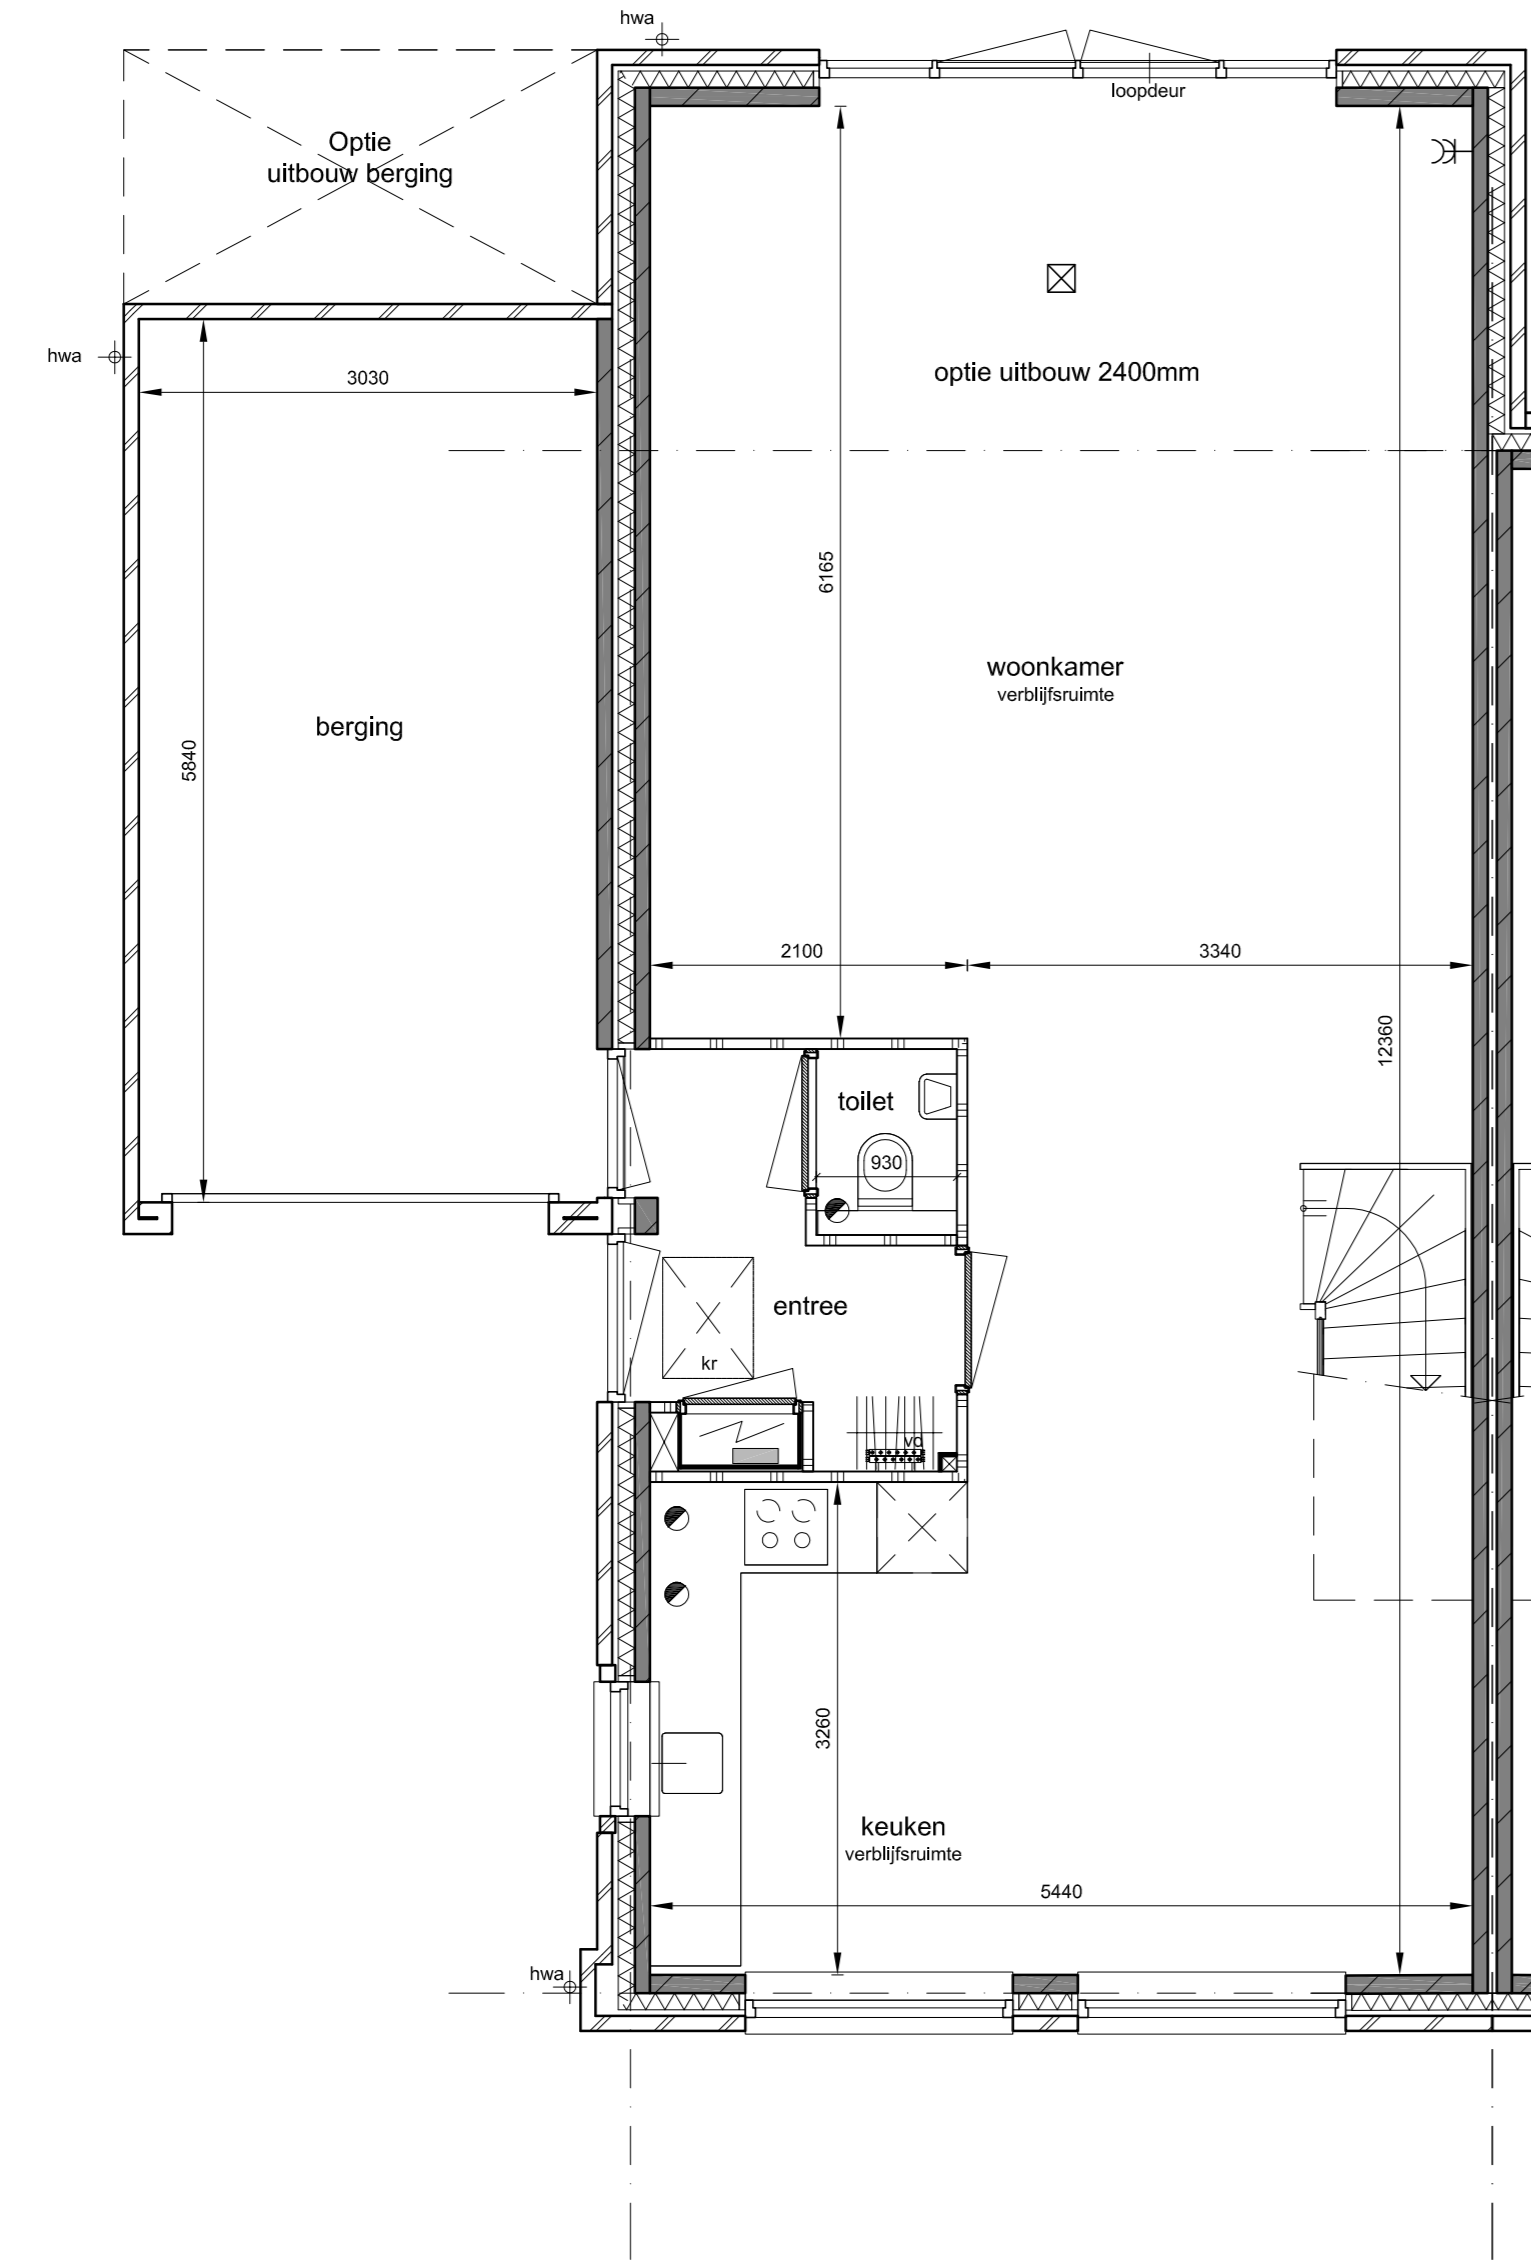 hwa
loopdeur
Optie
uitbouw berging
hwa
3030
optie uitbouw 2400mm
6165
woonkamer
verblijfsruimte
berging
5840
2100
3340
12360
toilet
930
entree
kr
vd
3260
keuken
verblijfsruimte
5440
hwa